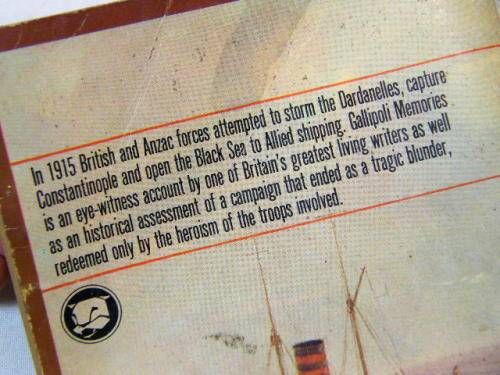 In 1915 British and Anzac forces attempted to storm the Dardanelles, capture
Constantinople and open the Black Sea to Allied shipping. Gallipoli Memories
is an eye-witness account by one of Britain's greatest living writers as well
as an historical assessment of a campaign that ended as a tragic blunder,
redeemed only by the heroism of the troops involved.